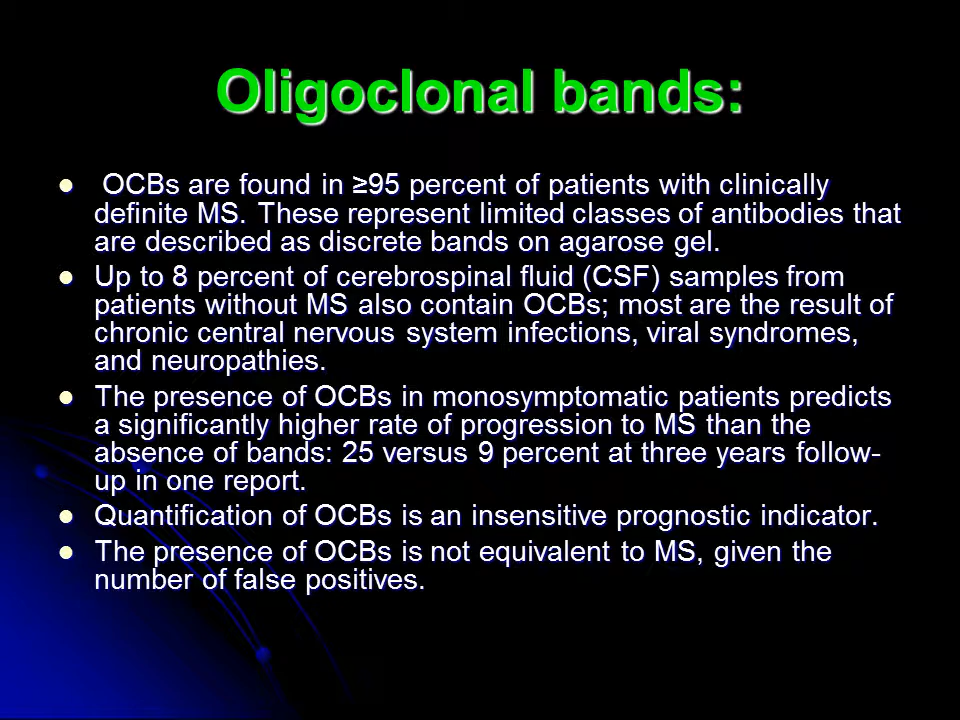 Oligoclonal bands:
● OCBs are found in ≥95 percent of patients with clinically
definite MS. These represent limited classes of antibodies that
are described as discrete bands on agarose gel.
● Up to 8 percent of cerebrospinal fluid (CSF) samples from
patients without MS also contain OCBs; most are the result of
chronic central nervous system infections, viral syndromes,
and neuropathies.
● The presence of OCBs in monosymptomatic patients predicts
a significantly higher rate of progression to MS than the
absence of bands: 25 versus 9 percent at three years follow-
up in one report.
● Quantification of OCBs is an insensitive prognostic indicator.
● The presence of OCBs is not equivalent to MS, given the
number of false positives.